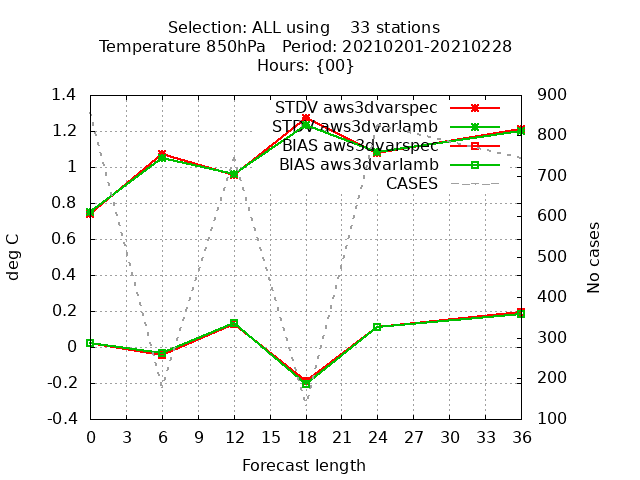 Selection: ALL using    33 stations
Temperature 850hPa   Period: 20210201-20210228
Hours: {00}
1.4
1.2
1
0.8
0.6
0.4
0.2
0
-0.2
-0.4
deg C
STDV aws3dvarspec
STDV aws3dvarlamb
BIAS aws3dvarspec
BIAS aws3dvarlamb
CASES
900
800
700
600
500
400
300
200
100
No cases
0 3 6 9 12 15 18 21 24 27 30 33 36
Forecast length